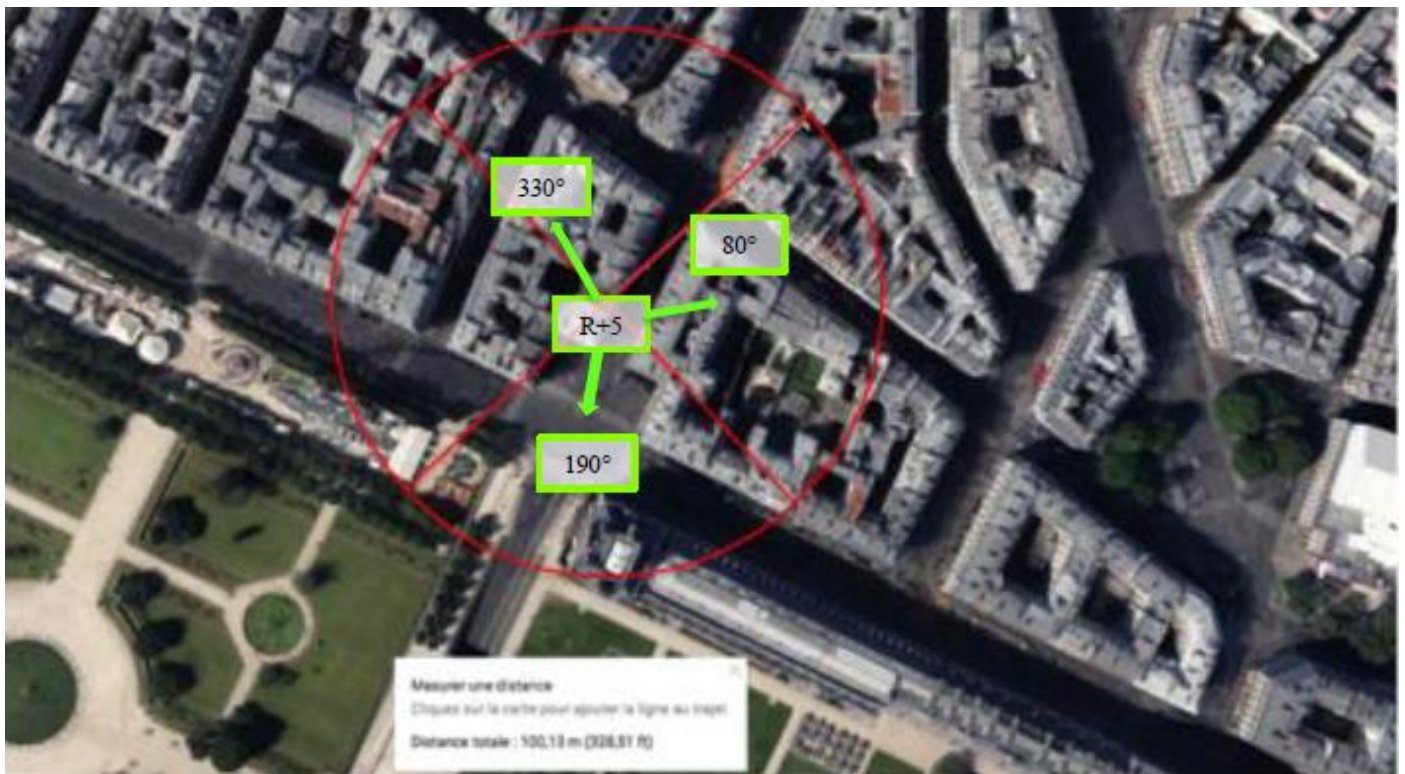 330°
80°
R+5
190°
Mesurer une distance
Cliquez sur la carte pour ajouter la ligne au trajet
Distance totale : 100,13 m (328,51 ft)